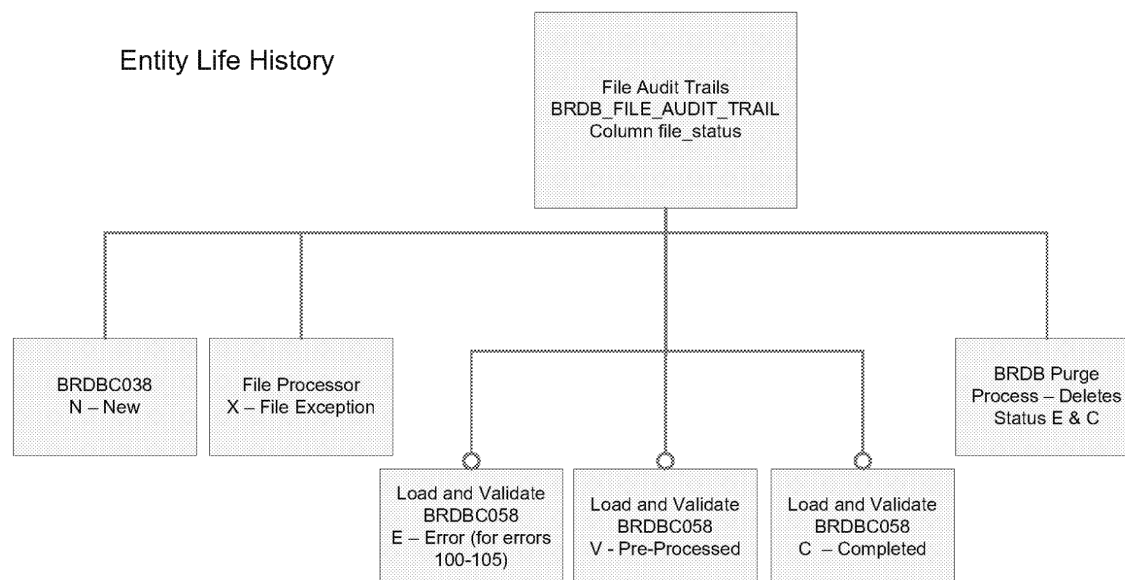 Entity Life History
File Audit Trails
BRDB_FILE_AUDIT_TRAIL
Column file_status
BRDBC038
N – New
File Processor
X – File Exception
BRDB Purge
Process – Deletes
Status E & C
Load and Validate
BRDBC058
E – Error (for errors
100-105)
Load and Validate
BRDBC058
V - Pre-Processed
Load and Validate
BRDBC058
C – Completed